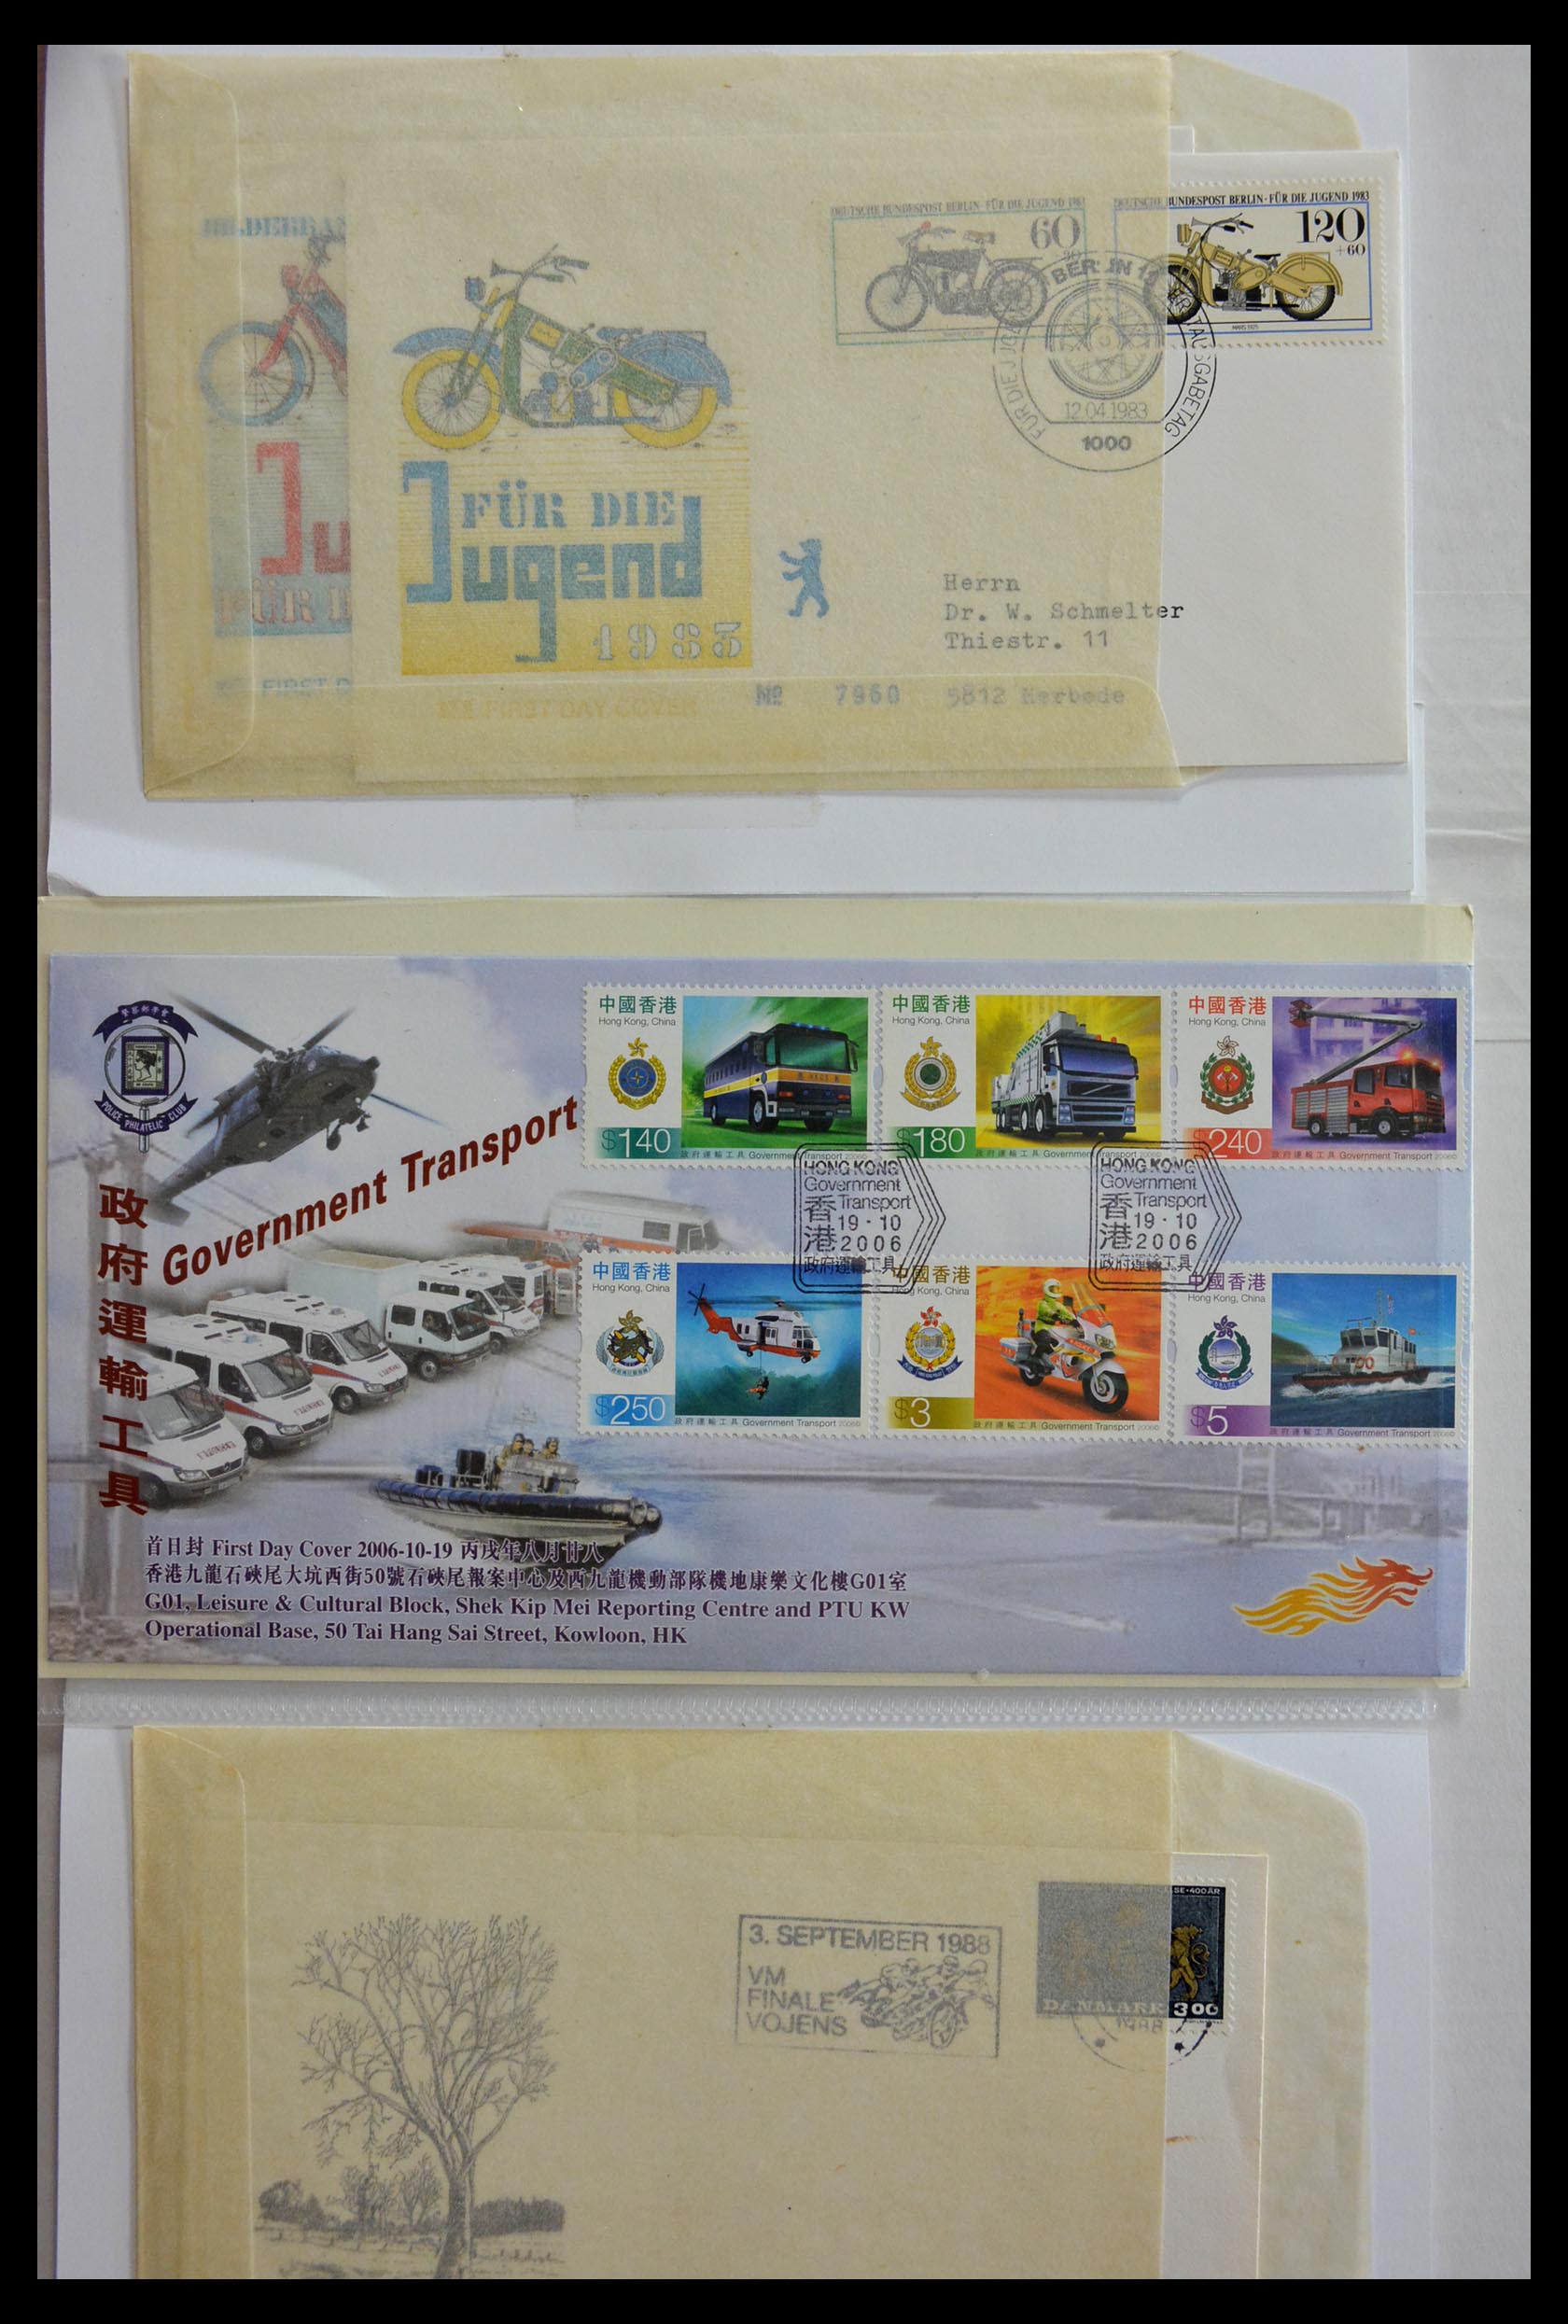 DEUTSCHE BUNDESPOST BERLIN · FÜR DIE JUGEND 1983
60
DEUTSCHE BUNDESPOST BERLIN · FÜR DIE JUGEND 1983
120
+60
MARS 1925
BERLIN 12
12.04.1983
1000
FÜR DIE
Jugend
1983
FIRST DAY COVER
Herrn
Dr. W. Schmelter
Thiestr. 11
5812 Herbede
№ 7960
POLICE PHILATELIC CLUB
政府運輸工具
Government Transport
中國香港
Hong Kong, China
$140
政府運輸工具 Government Transport
中國香港
Hong Kong, China
$180
政府運輸工具 Government Transport
中國香港
Hong Kong, China
$240
政府運輸工具 Government Transport
HONG KONG
Government
Transport
香港
19·10
2006
政府運輸工具
HONG KONG
Government
Transport
香港
19·10
2006
政府運輸工具
中國香港
Hong Kong, China
$250
政府運輸工具 Government Transport
中國香港
Hong Kong, China
$3
政府運輸工具 Government Transport
中國香港
Hong Kong, China
$5
政府運輸工具 Government Transport
首日封 First Day Cover 2006-10-19 丙戌年八月廿八
香港九龍石硤尾大坑西街50號石硤尾報案中心及西九龍機動部隊機地康樂文化樓G01室
G01, Leisure & Cultural Block, Shek Kip Mei Reporting Centre and PTU KW
Operational Base, 50 Tai Hang Sai Street, Kowloon, HK
3. SEPTEMBER 1988
VM
FINALE
VOJENS
SE·400 ÅR
DANMARK 300